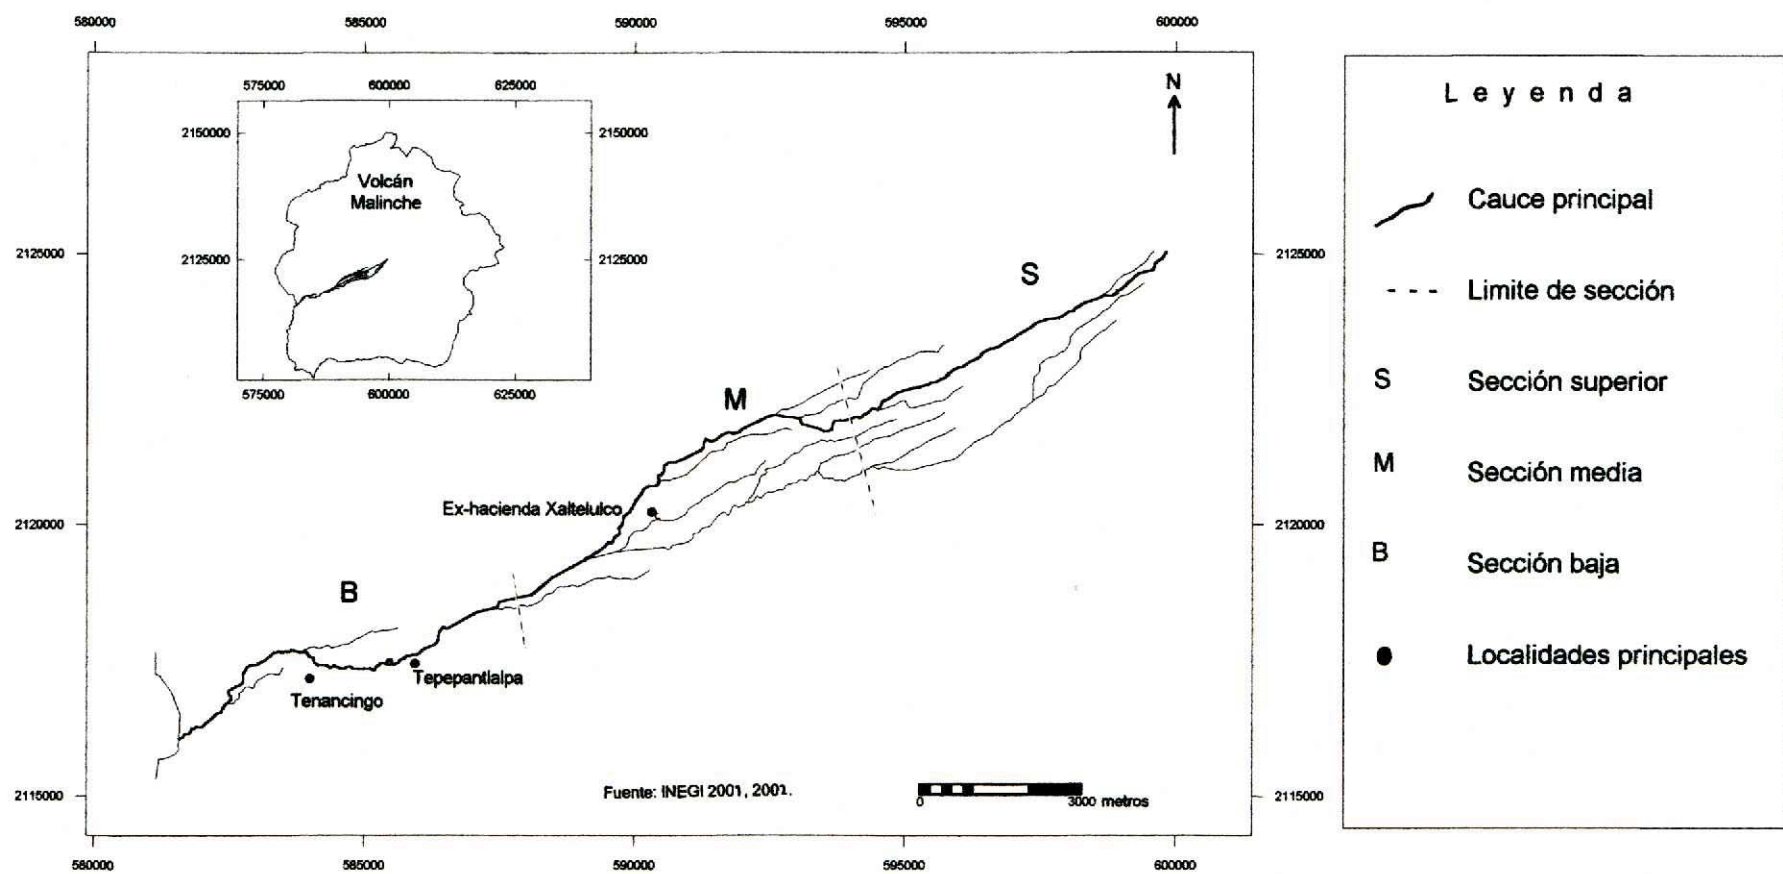 580000 585000 590000 595000 600000
575000 600000 625000
2150000 2150000
Volcán
Malinche
2125000 2125000
575000 600000 625000
N
2125000 2125000
S
M
Ex-hacienda Xaltelulco
2120000 2120000
B
Tepepantlalpa
Tenancingo
Fuente: INEGI 2001, 2001.
0 3000 metros
2115000 2115000
580000 585000 590000 595000 600000
Leyenda
Cauce principal
Limite de sección
S Sección superior
M Sección media
B Sección baja
Localidades principales